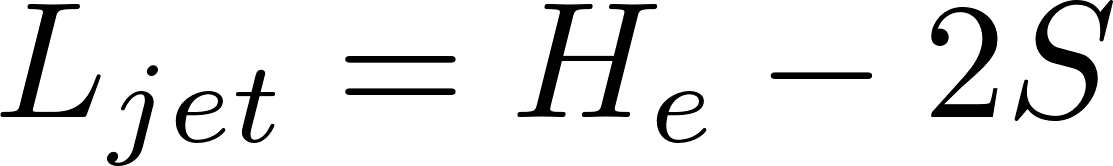 L_{jet} = H_e - 2S